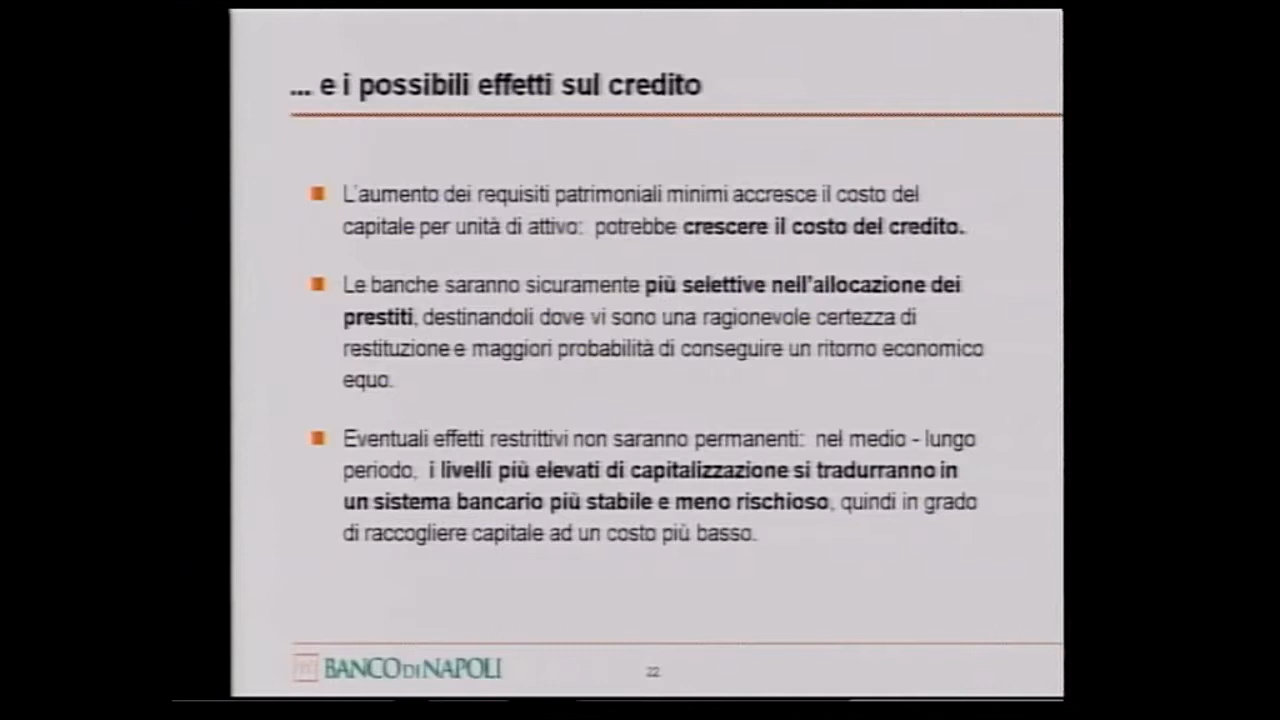 ... e i possibili effetti sul credito
L'aumento dei requisiti patrimoniali minimi accresce il costo del
capitale per unità di attivo: potrebbe crescere il costo del credito.
Le banche saranno sicuramente più selettive nell'allocazione dei
prestiti, destinandoli dove vi sono una ragionevole certezza di
restituzione e maggiori probabilità di conseguire un ritorno economico
equo.
Eventuali effetti restrittivi non saranno permanenti: nel medio - lungo
periodo, i livelli più elevati di capitalizzazione si tradurranno in
un sistema bancario più stabile e meno rischioso, quindi in grado
di raccogliere capitale ad un costo più basso.
BANCO DI NAPOLI
22